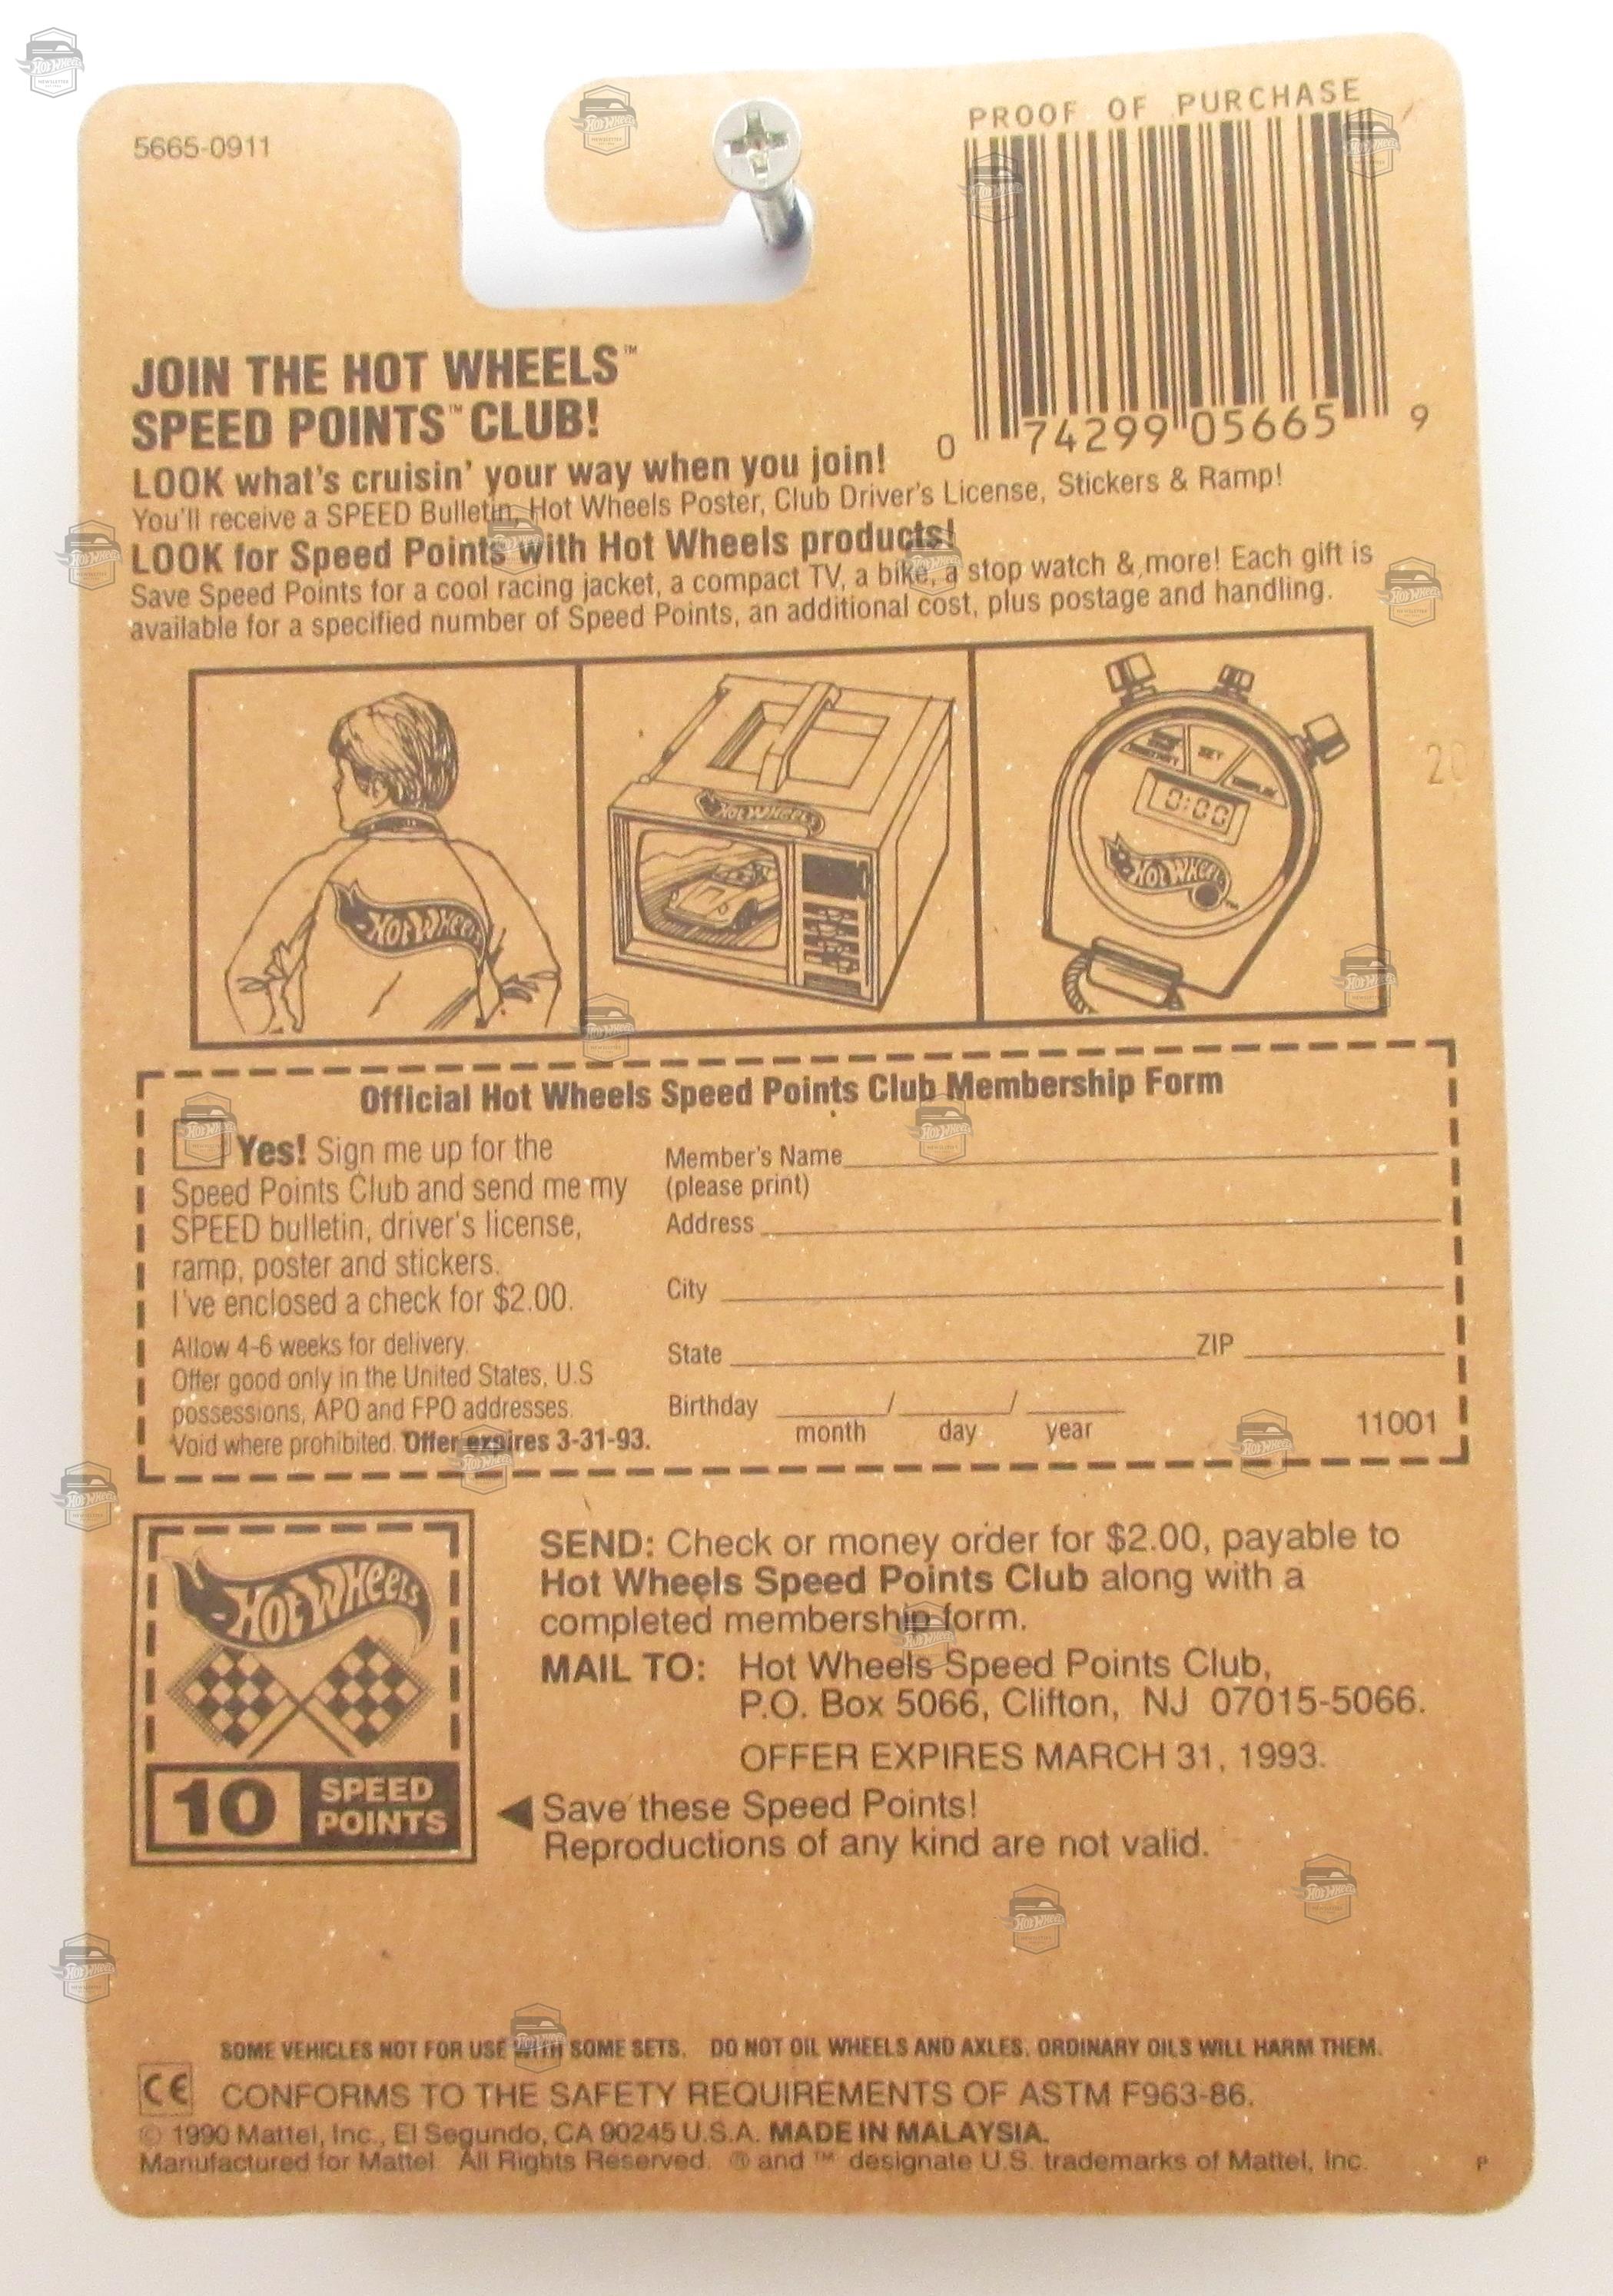 5665-0911
PROOF OF PURCHASE
0 74299 05665 9
JOIN THE HOT WHEELS™
SPEED POINTS™ CLUB!
LOOK what's cruisin' your way when you join!
You'll receive a SPEED Bulletin, Hot Wheels Poster, Club Driver's License, Stickers & Ramp!
LOOK for Speed Points with Hot Wheels products!
Save Speed Points for a cool racing jacket, a compact TV, a bike, a stop watch & more! Each gift is
available for a specified number of Speed Points, an additional cost, plus postage and handling.
20
HOT WHEELS
HOT WHEELS
SET
0:00
HOT WHEELS
Official Hot Wheels Speed Points Club Membership Form
Yes! Sign me up for the
Speed Points Club and send me my
SPEED bulletin, driver's license,
ramp, poster and stickers.
I've enclosed a check for $2.00.
Allow 4-6 weeks for delivery.
Offer good only in the United States, U.S
possessions, APO and FPO addresses.
Void where prohibited. Offer expires 3-31-93.
Member's Name
(please print)
Address
City
State ZIP
Birthday / /
month day year
11001
HOT WHEELS
10 SPEED POINTS
SEND: Check or money order for $2.00, payable to
Hot Wheels Speed Points Club along with a
completed membership form.
MAIL TO: Hot Wheels Speed Points Club,
P.O. Box 5066, Clifton, NJ 07015-5066.
OFFER EXPIRES MARCH 31, 1993.
◀ Save these Speed Points!
Reproductions of any kind are not valid.
SOME VEHICLES NOT FOR USE WITH SOME SETS. DO NOT OIL WHEELS AND AXLES. ORDINARY OILS WILL HARM THEM.
CE CONFORMS TO THE SAFETY REQUIREMENTS OF ASTM F963-86.
© 1990 Mattel, Inc., El Segundo, CA 90245 U.S.A. MADE IN MALAYSIA.
Manufactured for Mattel. All Rights Reserved. ® and ™ designate U.S. trademarks of Mattel, Inc. P